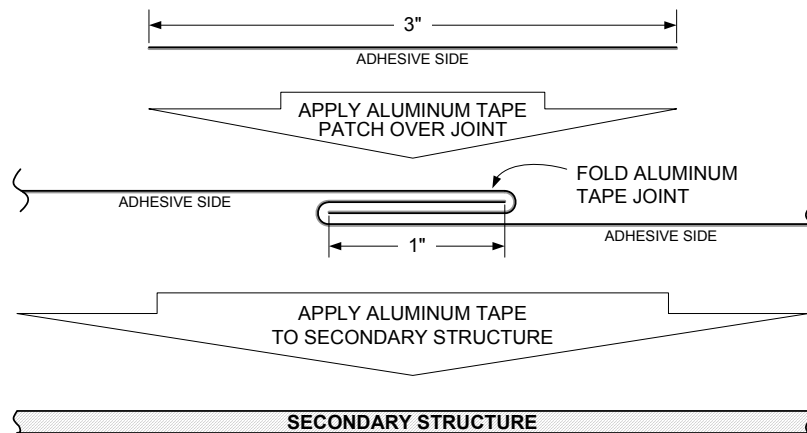 3"
ADHESIVE SIDE
APPLY ALUMINUM TAPE
PATCH OVER JOINT
FOLD ALUMINUM
TAPE JOINT
ADHESIVE SIDE
ADHESIVE SIDE
1"
APPLY ALUMINUM TAPE
TO SECONDARY STRUCTURE
SECONDARY STRUCTURE